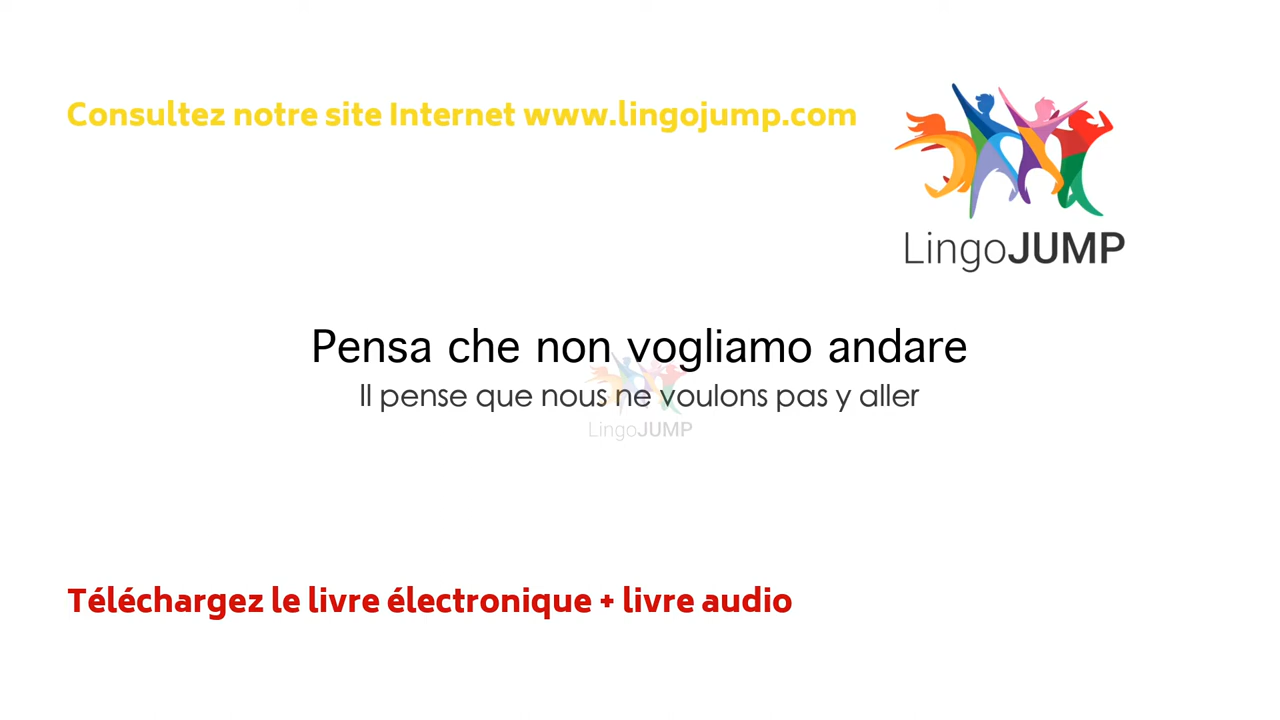 Consultez notre site Internet www.lingojump.com
LingoJUMP
Pensa che non vogliamo andare
Il pense que nous ne voulons pas y aller
LingoJUMP
Téléchargez le livre électronique + livre audio